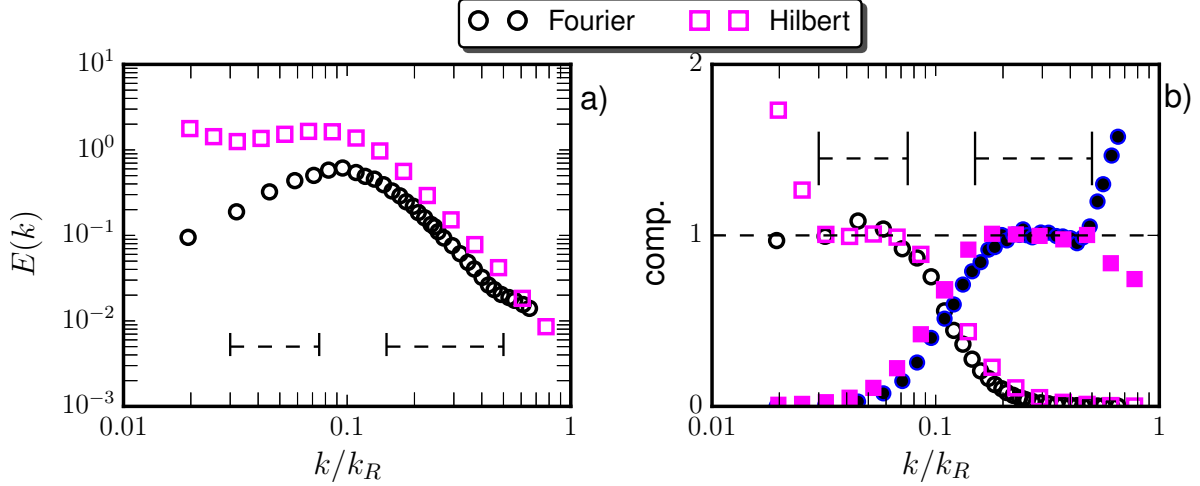 Fourier Hilbert
a)
E(k)
10^1
10^0
10^{-1}
10^{-2}
10^{-3}
0.01 0.1 1
k/k_R
b)
comp.
2
1
0
0.01 0.1 1
k/k_R